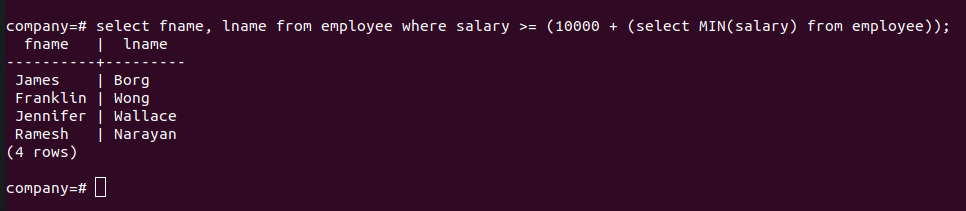 company=# select fname, lname from employee where salary >= (10000 + (select MIN(salary) from employee));
  fname   |  lname
----------+---------
 James    | Borg
 Franklin | Wong
 Jennifer | Wallace
 Ramesh   | Narayan
(4 rows)
company=#